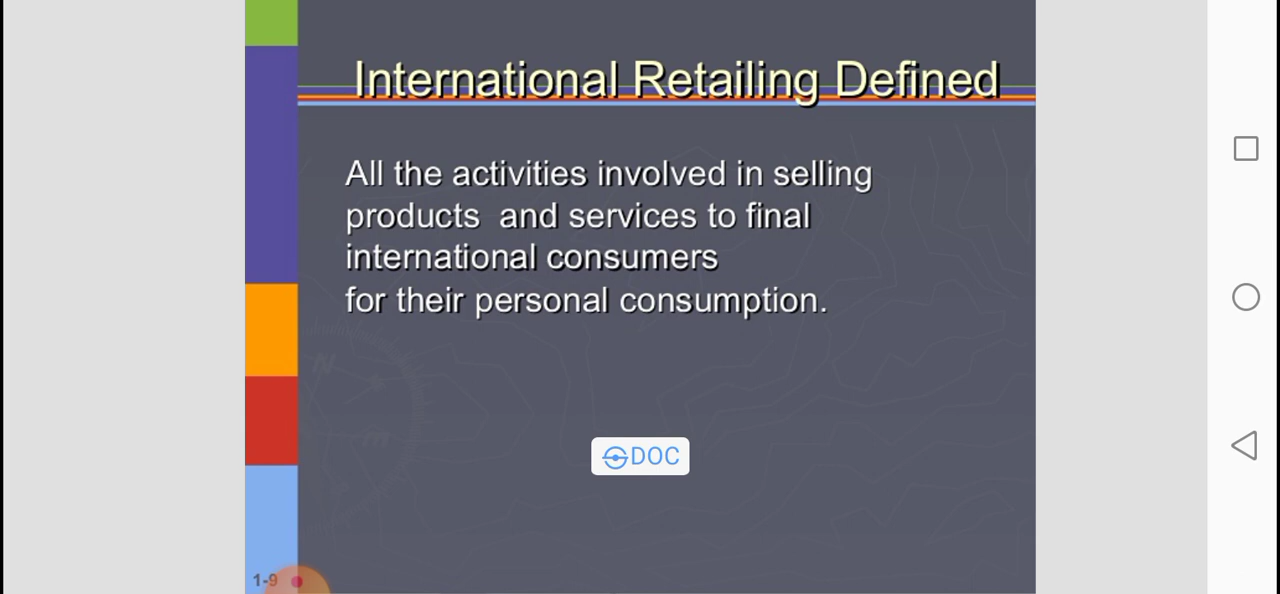 International Retailing Defined
All the activities involved in selling
products  and services to final
international consumers
for their personal consumption.
DOC
1-9